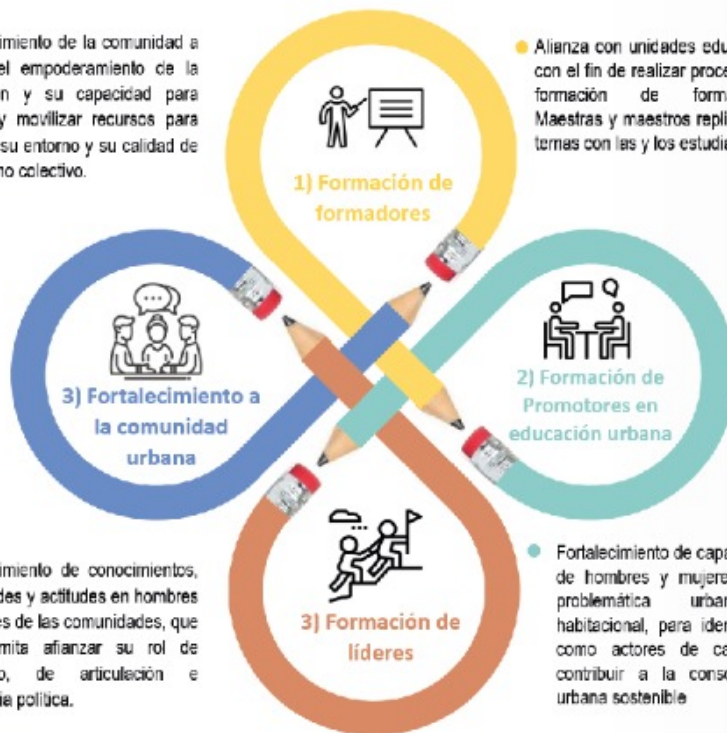 imiento de la comunidad a
el empoderamiento de la
n y su capacidad para
y movilizar recursos para
su entorno y su calidad de
no colectivo.
Alianza con unidades edu
con el fin de realizar proce
formación de form
Maestras y maestros repli
temas con las y los estudia
1) Formación de
formadores
3) Fortalecimiento a
la comunidad
urbana
2) Formación de
Promotores en
educación urbana
3) Formación de
líderes
imiento de conocimientos,
des y actitudes en hombres
es de las comunidades, que
mita afianzar su rol de
o, de articulación e
ia política.
Fortalecimiento de capa
de hombres y mujere
problemática urba
habitacional, para iden
como actores de ca
contribuir a la conse
urbana sostenible